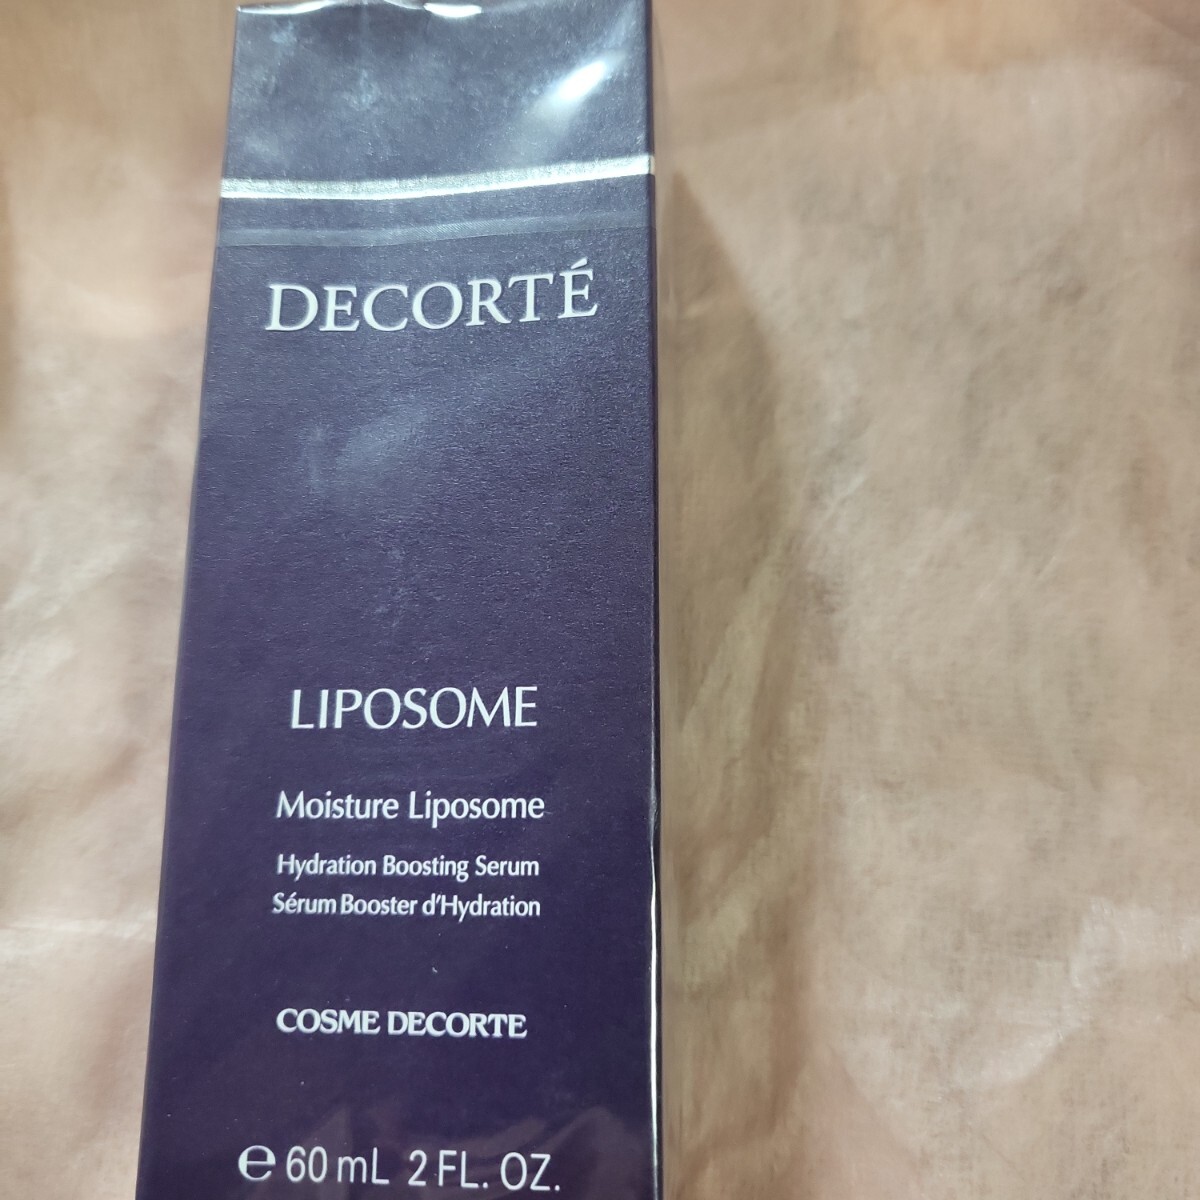 DECORTÉ
LIPOSOME
Moisture Liposome
Hydration Boosting Serum
Sérum Booster d'Hydration
COSME DECORTE
℮ 60 mL 2 FL. OZ.